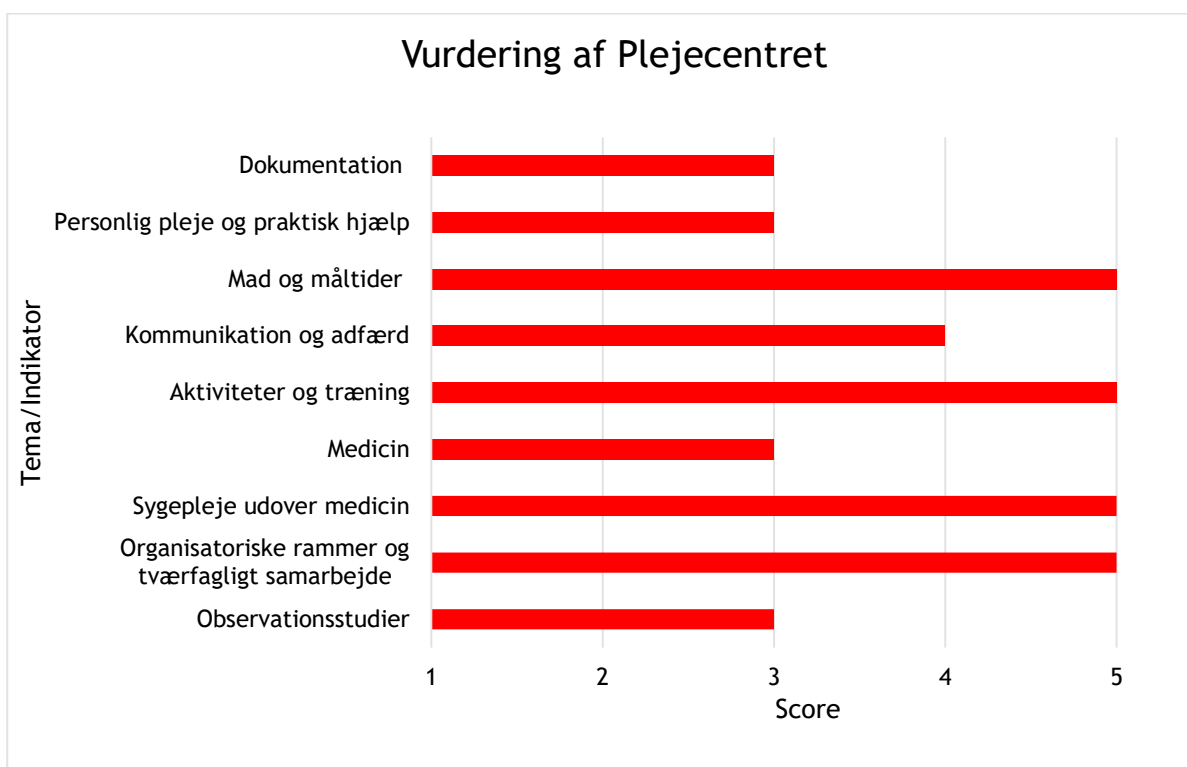 Vurdering af Plejecentret
Tema/Indikator
Dokumentation
Personlig pleje og praktisk hjælp
Mad og måltider
Kommunikation og adfærd
Aktiviteter og træning
Medicin
Sygepleje udover medicin
Organisatoriske rammer og
tværfagligt samarbejde
Observationsstudier
1 2 3 4 5
Score